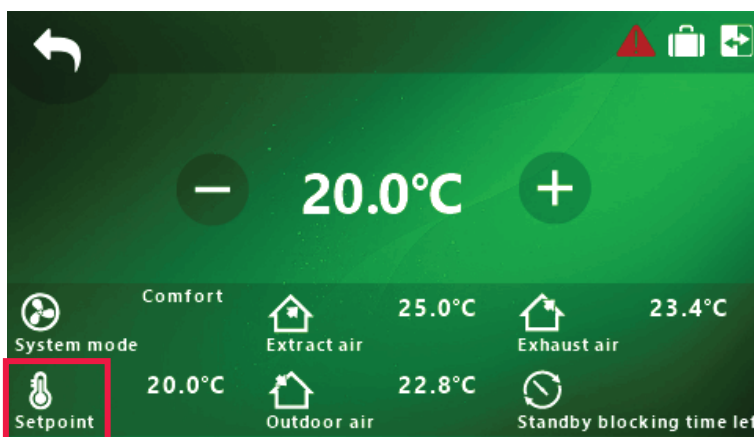 20.0°C
Comfort
System mode
25.0°C
Extract air
23.4°C
Exhaust air
20.0°C
Setpoint
22.8°C
Outdoor air
Standby blocking time lef